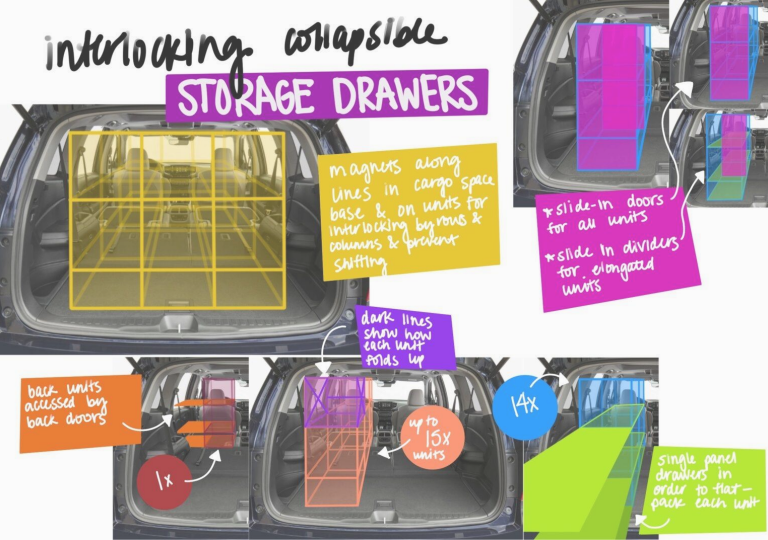 interlocking collapsible
STORAGE DRAWERS
magnets along
lines in cargo space
base & on units for
interlocking by rows &
columns & prevent
shifting
*slide-in doors
for all units
*slide in dividers
for elongated
units
dark lines
show how
each unit
folds up
back units
accessed by
back doors
1x
up to
15x
units
14x
single panel
drawers in
order to flat-
pack each unit